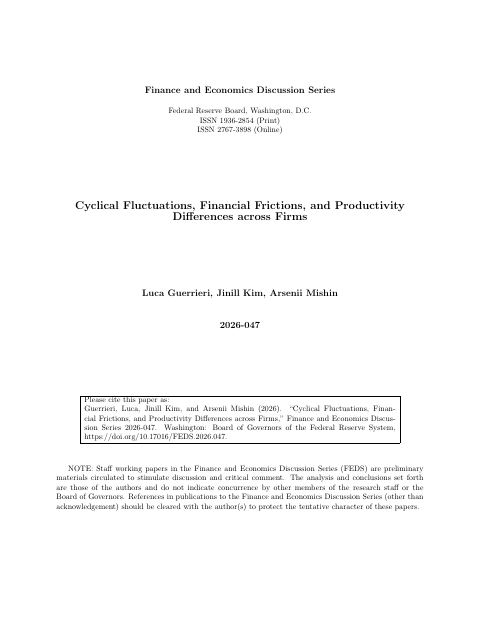 Finance and Economics Discussion Series
Federal Reserve Board, Washington, D.C.
ISSN 1936-2854 (Print)
ISSN 2767-3898 (Online)
Cyclical Fluctuations, Financial Frictions, and Productivity
Differences across Firms
Luca Guerrieri, Jinill Kim, Arsenii Mishin
2026-047
Please cite this paper as:
Guerrieri, Luca, Jinill Kim, and Arsenii Mishin (2026). “Cyclical Fluctuations, Finan-
cial Frictions, and Productivity Differences across Firms,” Finance and Economics Discus-
sion Series 2026-047. Washington: Board of Governors of the Federal Reserve System,
https://doi.org/10.17016/FEDS.2026.047.
NOTE: Staff working papers in the Finance and Economics Discussion Series (FEDS) are preliminary
materials circulated to stimulate discussion and critical comment. The analysis and conclusions set forth
are those of the authors and do not indicate concurrence by other members of the research staff or the
Board of Governors. References in publications to the Finance and Economics Discussion Series (other than
acknowledgement) should be cleared with the author(s) to protect the tentative character of these papers.